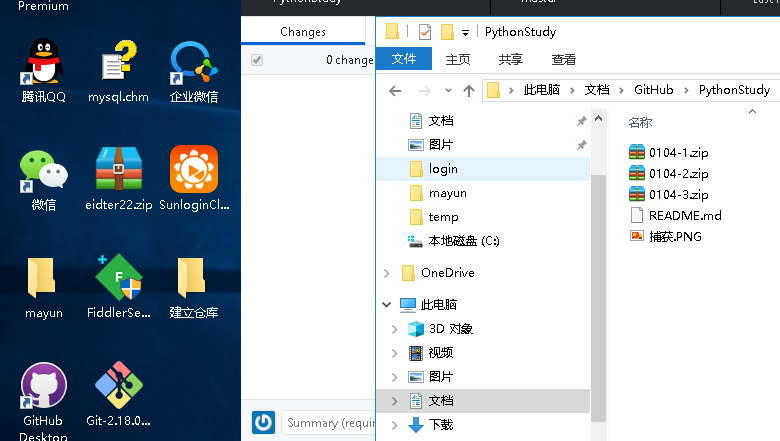 Premium
腾讯QQ
mysql.chm
企业微信
微信
eidter22.zip
SunloginCl...
mayun
FiddlerSe...
建立仓库
GitHub
Desktop
Git-2.18.0...
Changes
0 change
Summary (requir
PythonStudy
文件
主页
共享
查看
此电脑
文档
GitHub
PythonStudy
文档
图片
login
mayun
temp
本地磁盘 (C:)
OneDrive
此电脑
3D 对象
视频
图片
文档
下载
名称
0104-1.zip
0104-2.zip
0104-3.zip
README.md
捕获.PNG